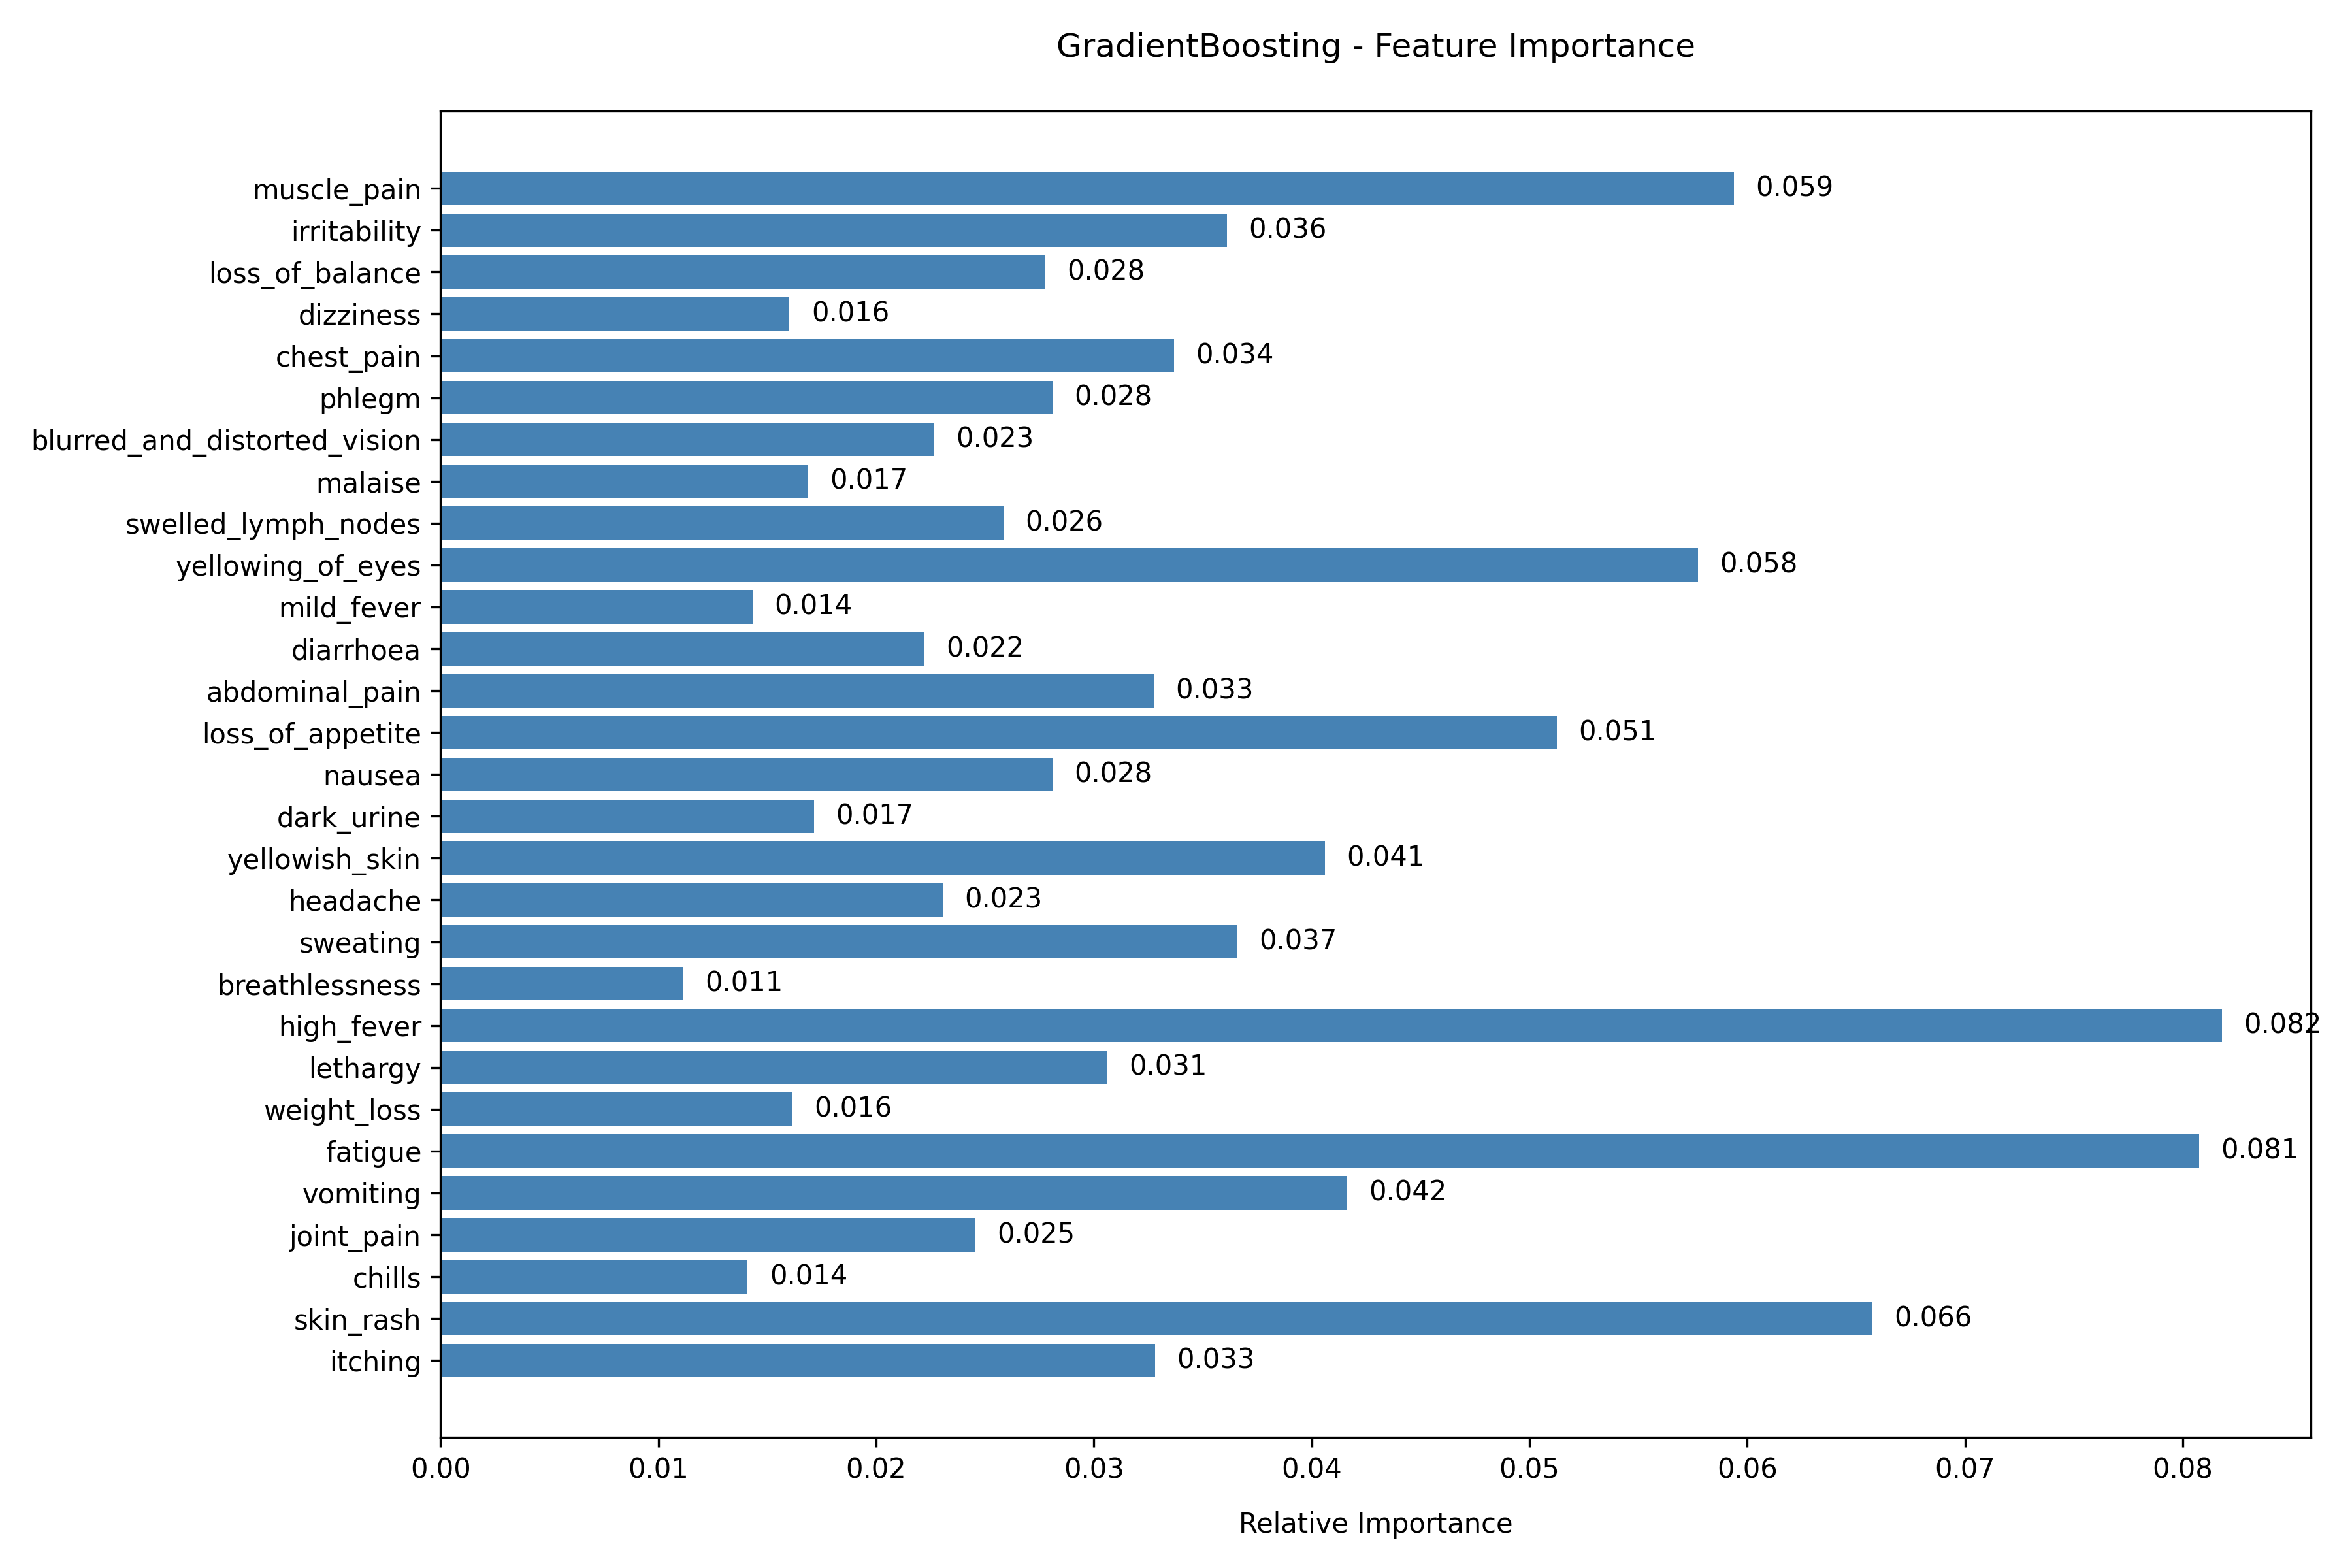 GradientBoosting - Feature Importance
muscle_pain 0.059
irritability 0.036
loss_of_balance 0.028
dizziness 0.016
chest_pain 0.034
phlegm 0.028
blurred_and_distorted_vision 0.023
malaise 0.017
swelled_lymph_nodes 0.026
yellowing_of_eyes 0.058
mild_fever 0.014
diarrhoea 0.022
abdominal_pain 0.033
loss_of_appetite 0.051
nausea 0.028
dark_urine 0.017
yellowish_skin 0.041
headache 0.023
sweating 0.037
breathlessness 0.011
high_fever 0.082
lethargy 0.031
weight_loss 0.016
fatigue 0.081
vomiting 0.042
joint_pain 0.025
chills 0.014
skin_rash 0.066
itching 0.033
0.00 0.01 0.02 0.03 0.04 0.05 0.06 0.07 0.08
Relative Importance